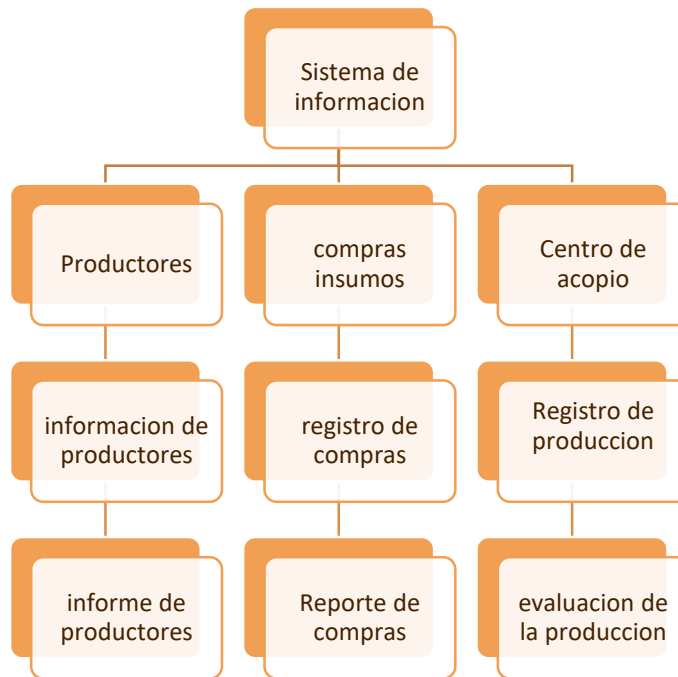 Sistema de
informacion
Productores
compras
insumos
Centro de
acopio
informacion de
productores
registro de
compras
Registro de
produccion
informe de
productores
Reporte de
compras
evaluacion de
la produccion